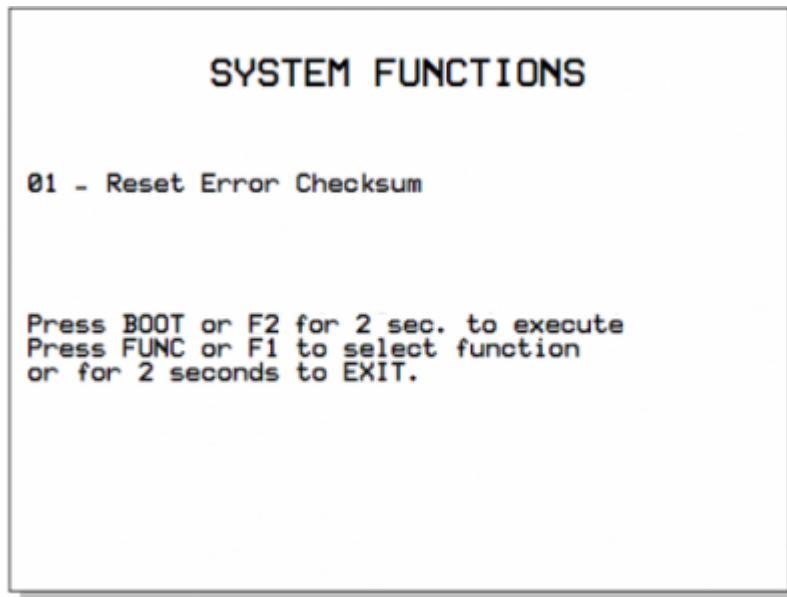 SYSTEM FUNCTIONS
01 - Reset Error Checksum
Press BOOT or F2 for 2 sec. to execute
Press FUNC or F1 to select function
or for 2 seconds to EXIT.